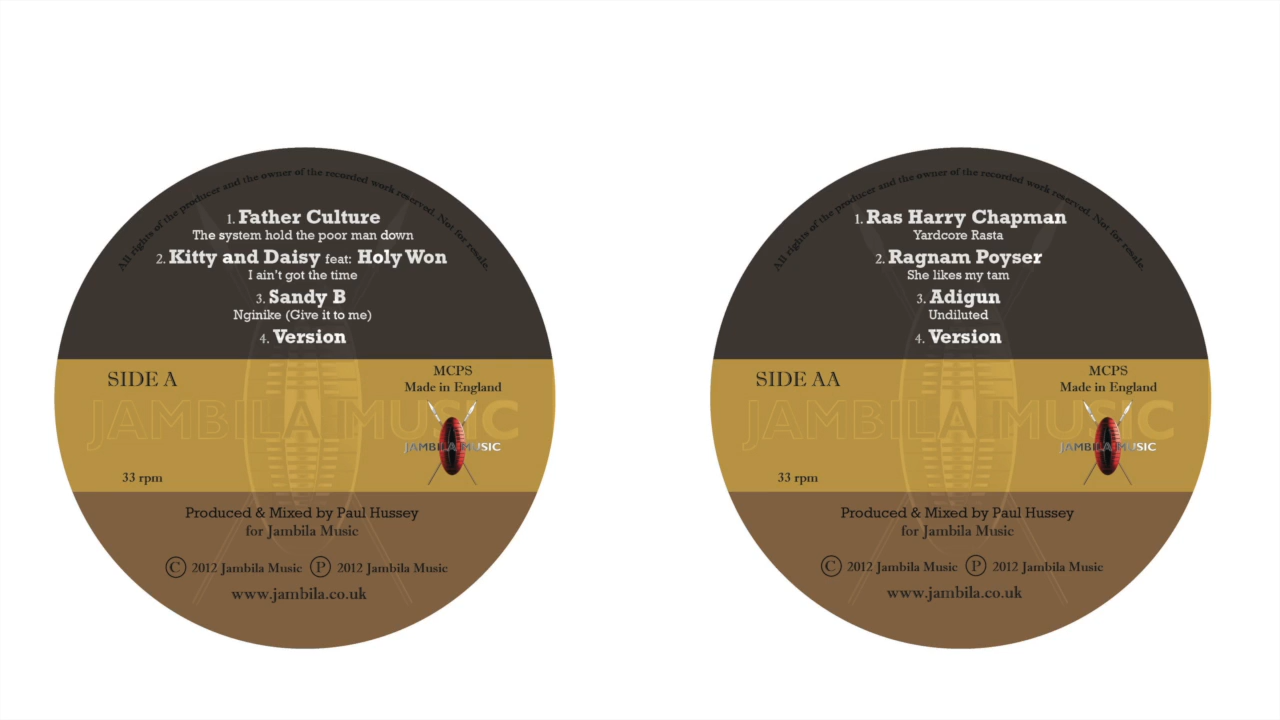 All rights of the producer and the owner of the recorded work reserved. Not for resale.
1. Father Culture
The system hold the poor man down
2. Kitty and Daisy feat: Holy Won
I ain't got the time
3. Sandy B
Nginike (Give it to me)
4. Version
SIDE A
MCPS
Made in England
JAMBILA MUSIC
JAMBILA MUSIC
33 rpm
Produced & Mixed by Paul Hussey
for Jambila Music
© 2012 Jambila Music ℗ 2012 Jambila Music
www.jambila.co.uk
All rights of the producer and the owner of the recorded work reserved. Not for resale.
1. Ras Harry Chapman
Yardcore Rasta
2. Ragnam Poyser
She likes my tam
3. Adigun
Undiluted
4. Version
SIDE AA
MCPS
Made in England
JAMBILA MUSIC
JAMBILA MUSIC
33 rpm
Produced & Mixed by Paul Hussey
for Jambila Music
© 2012 Jambila Music ℗ 2012 Jambila Music
www.jambila.co.uk